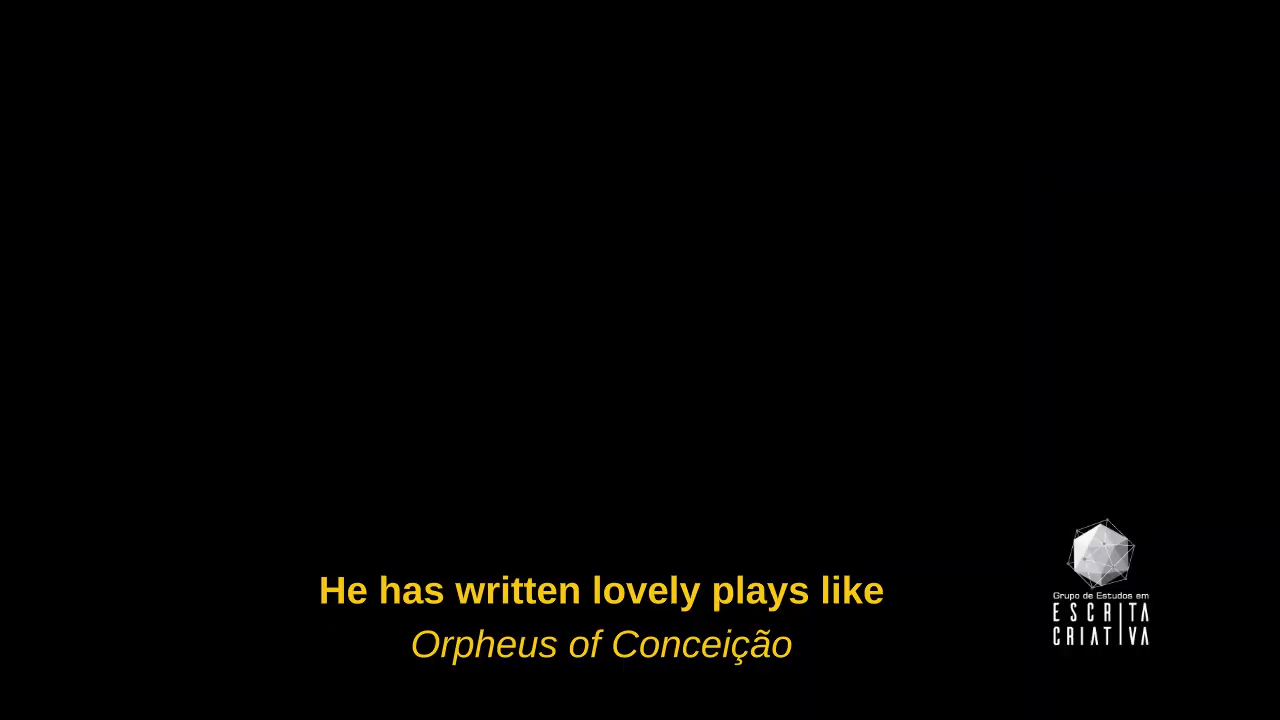 He has written lovely plays like
Orpheus of Conceição
Grupo de Estudos em
ESCRITA
CRIATIVA